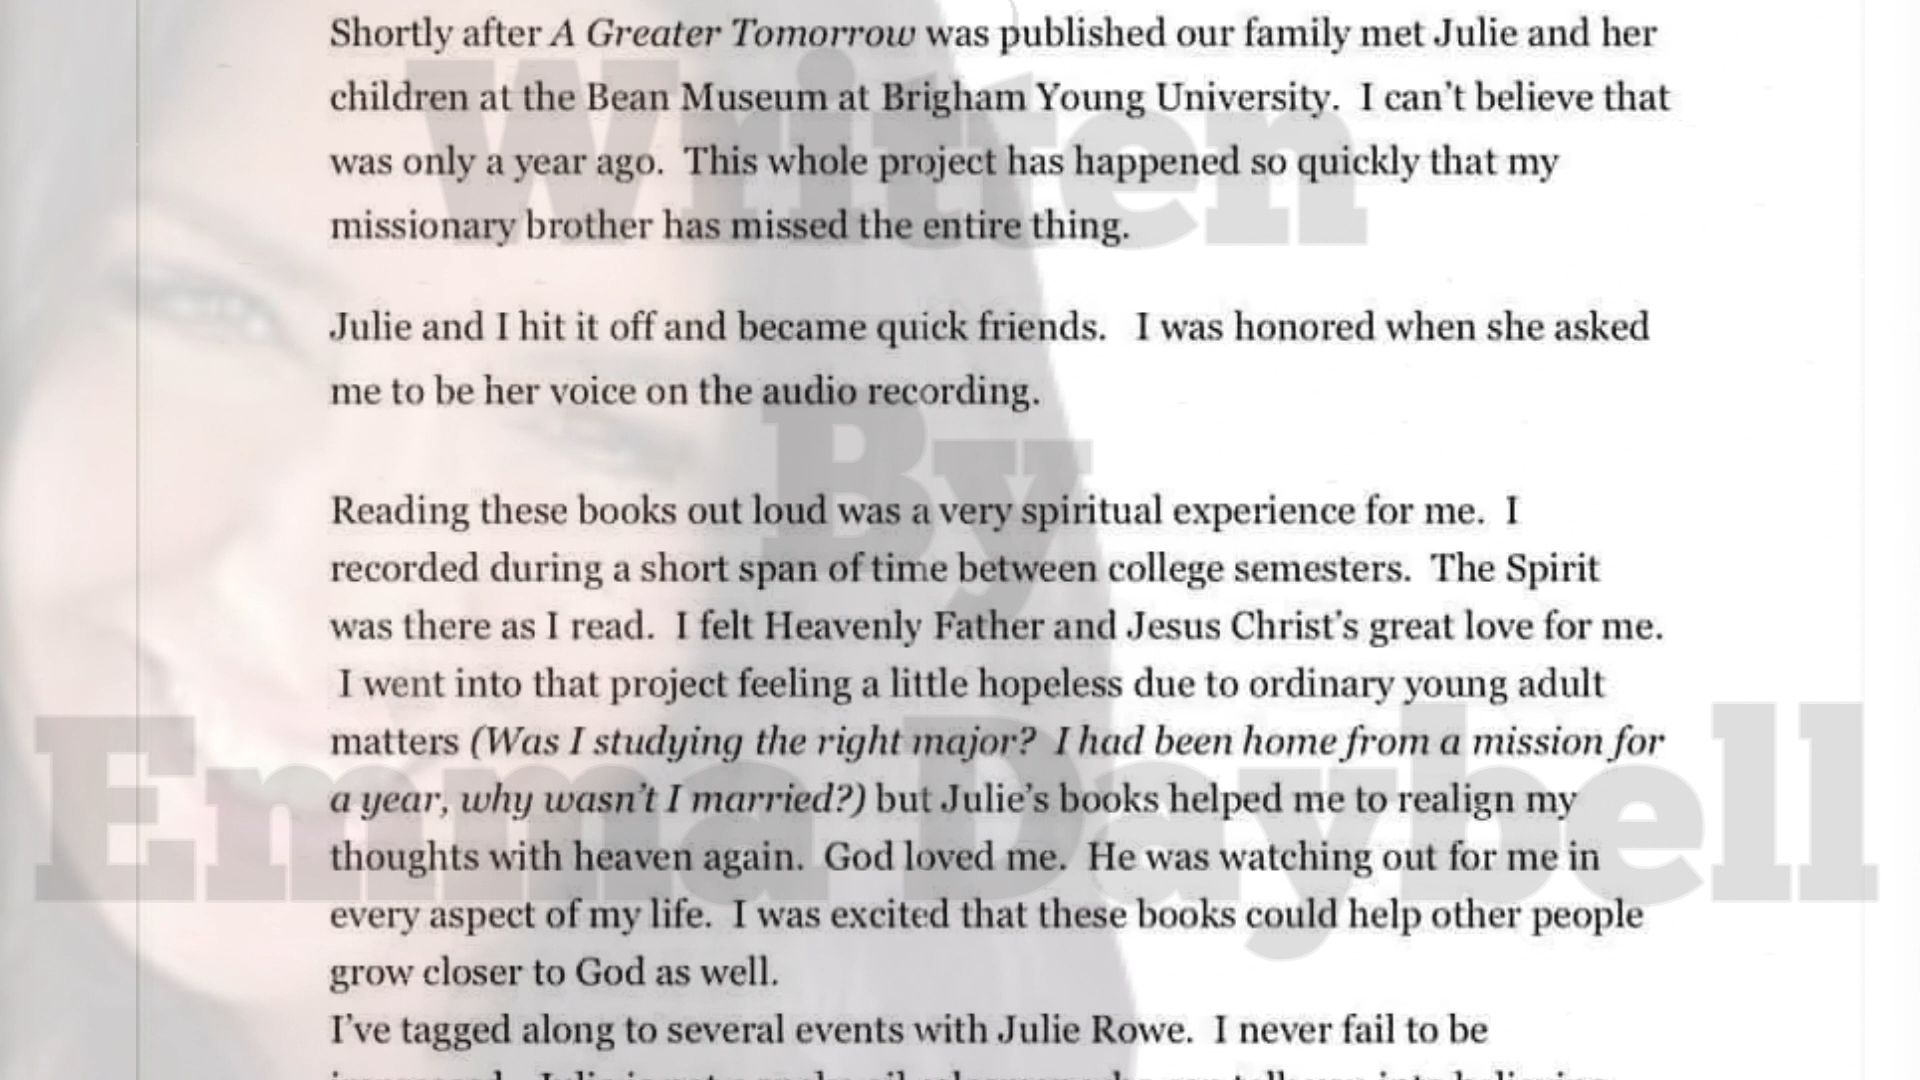 Shortly after A Greater Tomorrow was published our family met Julie and her
children at the Bean Museum at Brigham Young University.  I can't believe that
was only a year ago.  This whole project has happened so quickly that my
missionary brother has missed the entire thing.
Julie and I hit it off and became quick friends.   I was honored when she asked
me to be her voice on the audio recording.
Reading these books out loud was a very spiritual experience for me.  I
recorded during a short span of time between college semesters.  The Spirit
was there as I read.  I felt Heavenly Father and Jesus Christ's great love for me.
I went into that project feeling a little hopeless due to ordinary young adult
matters (Was I studying the right major?  I had been home from a mission for
a year, why wasn't I married?) but Julie's books helped me to realign my
thoughts with heaven again.  God loved me.  He was watching out for me in
every aspect of my life.  I was excited that these books could help other people
grow closer to God as well.
I've tagged along to several events with Julie Rowe.  I never fail to be
Written
By
Emma Daybell